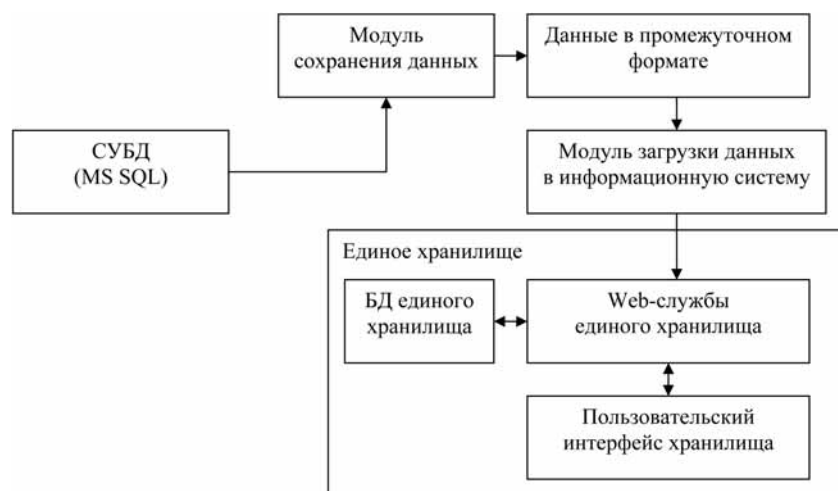 Модуль
сохранения данных
Данные в промежуточном
формате
СУБД
(MS SQL)
Модуль загрузки данных
в информационную систему
Единое хранилище
БД единого
хранилища
Web-службы
единого хранилища
Пользовательский
интерфейс хранилища